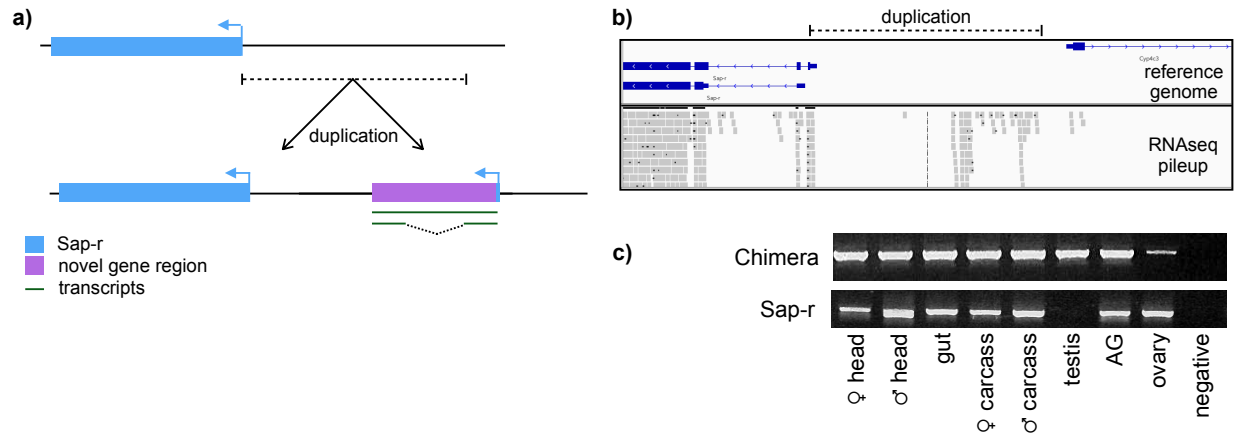 a)
duplication
Sap-r
novel gene region
transcripts
b)
duplication
Cyp4c3
Sap-r
Sap-r
reference
genome
RNAseq
pileup
c)
Chimera
Sap-r
♀ head
♂ head
gut
♀ carcass
♂ carcass
testis
AG
ovary
negative